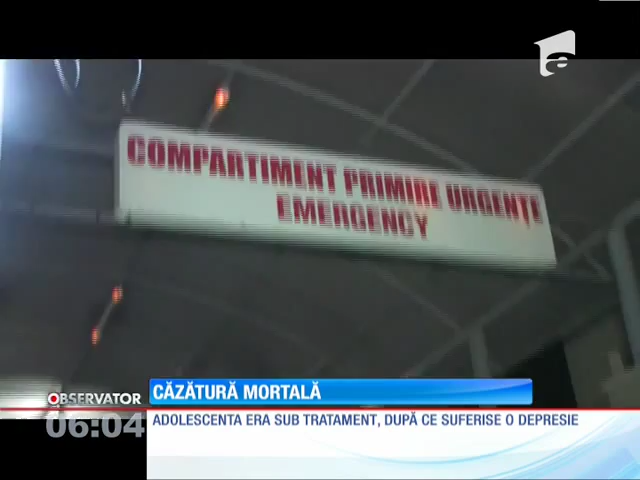 COMPARTIMENT PRIMIRE URGENȚE
EMERGENCY
CĂZĂTURĂ MORTALĂ
OBSERVATOR
06:04
ADOLESCENTA ERA SUB TRATAMENT, DUPĂ CE SUFERISE O DEPRESIE